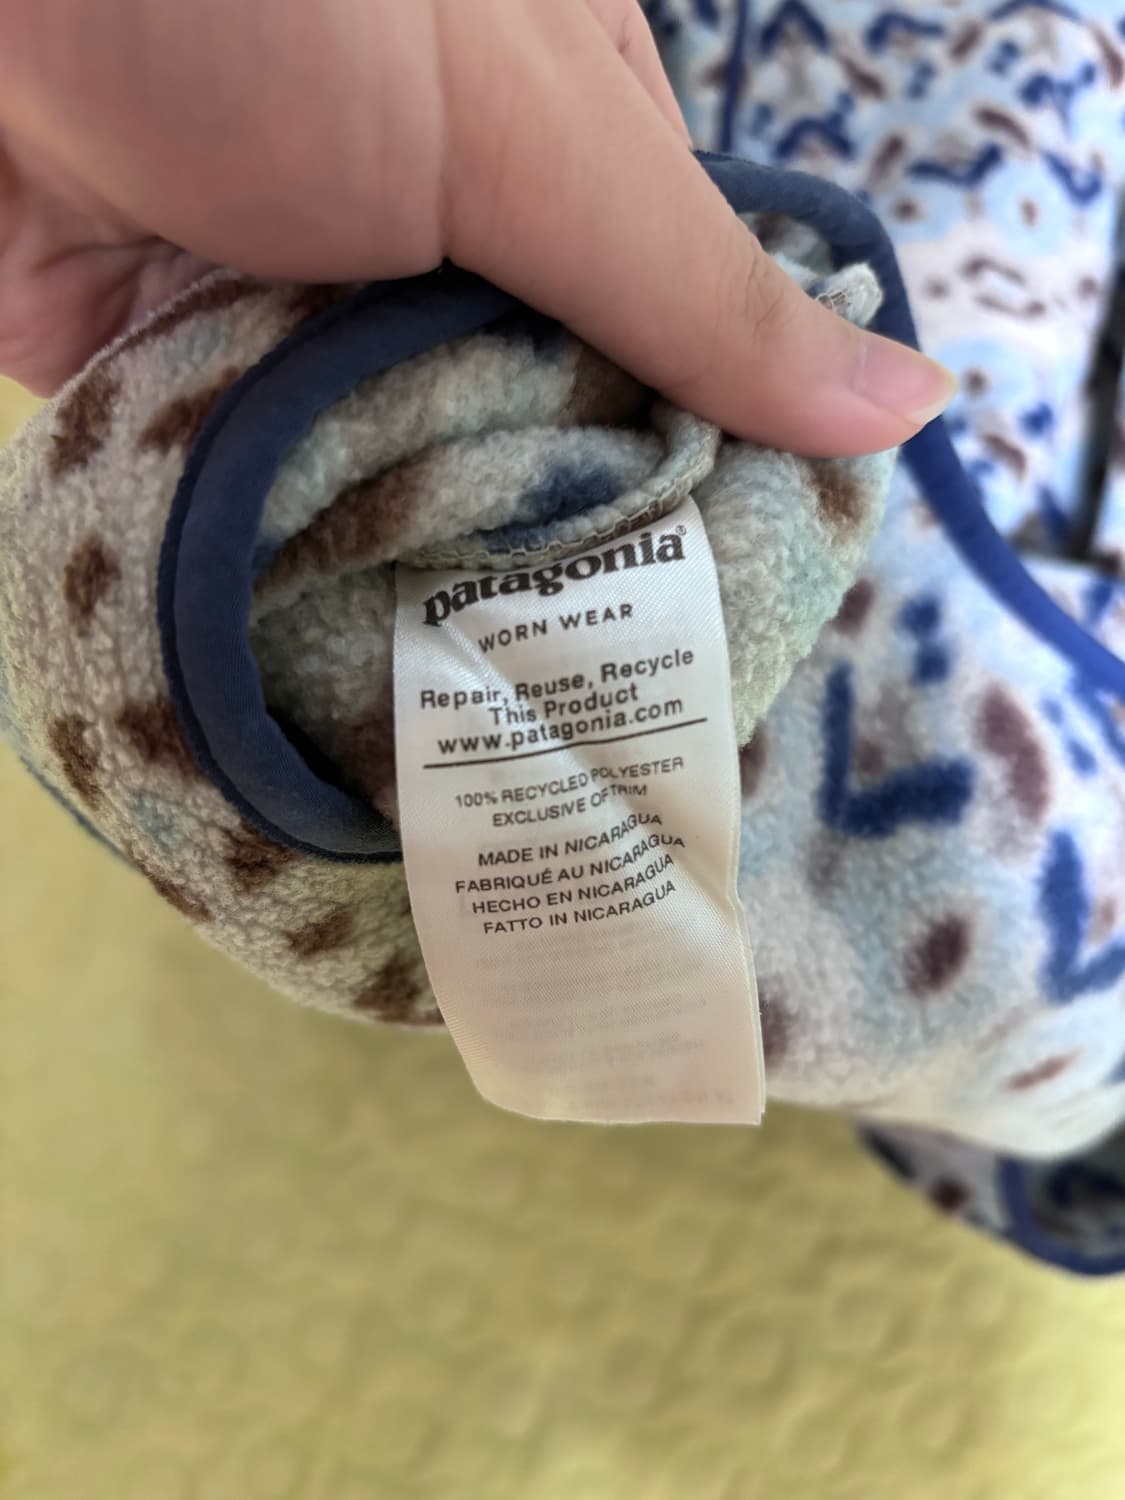 patagonia®
WORN WEAR
Repair, Reuse, Recycle
This Product
www.patagonia.com
100% RECYCLED POLYESTER
EXCLUSIVE OF TRIM
MADE IN NICARAGUA
FABRIQUÉ AU NICARAGUA
HECHO EN NICARAGUA
FATTO IN NICARAGUA